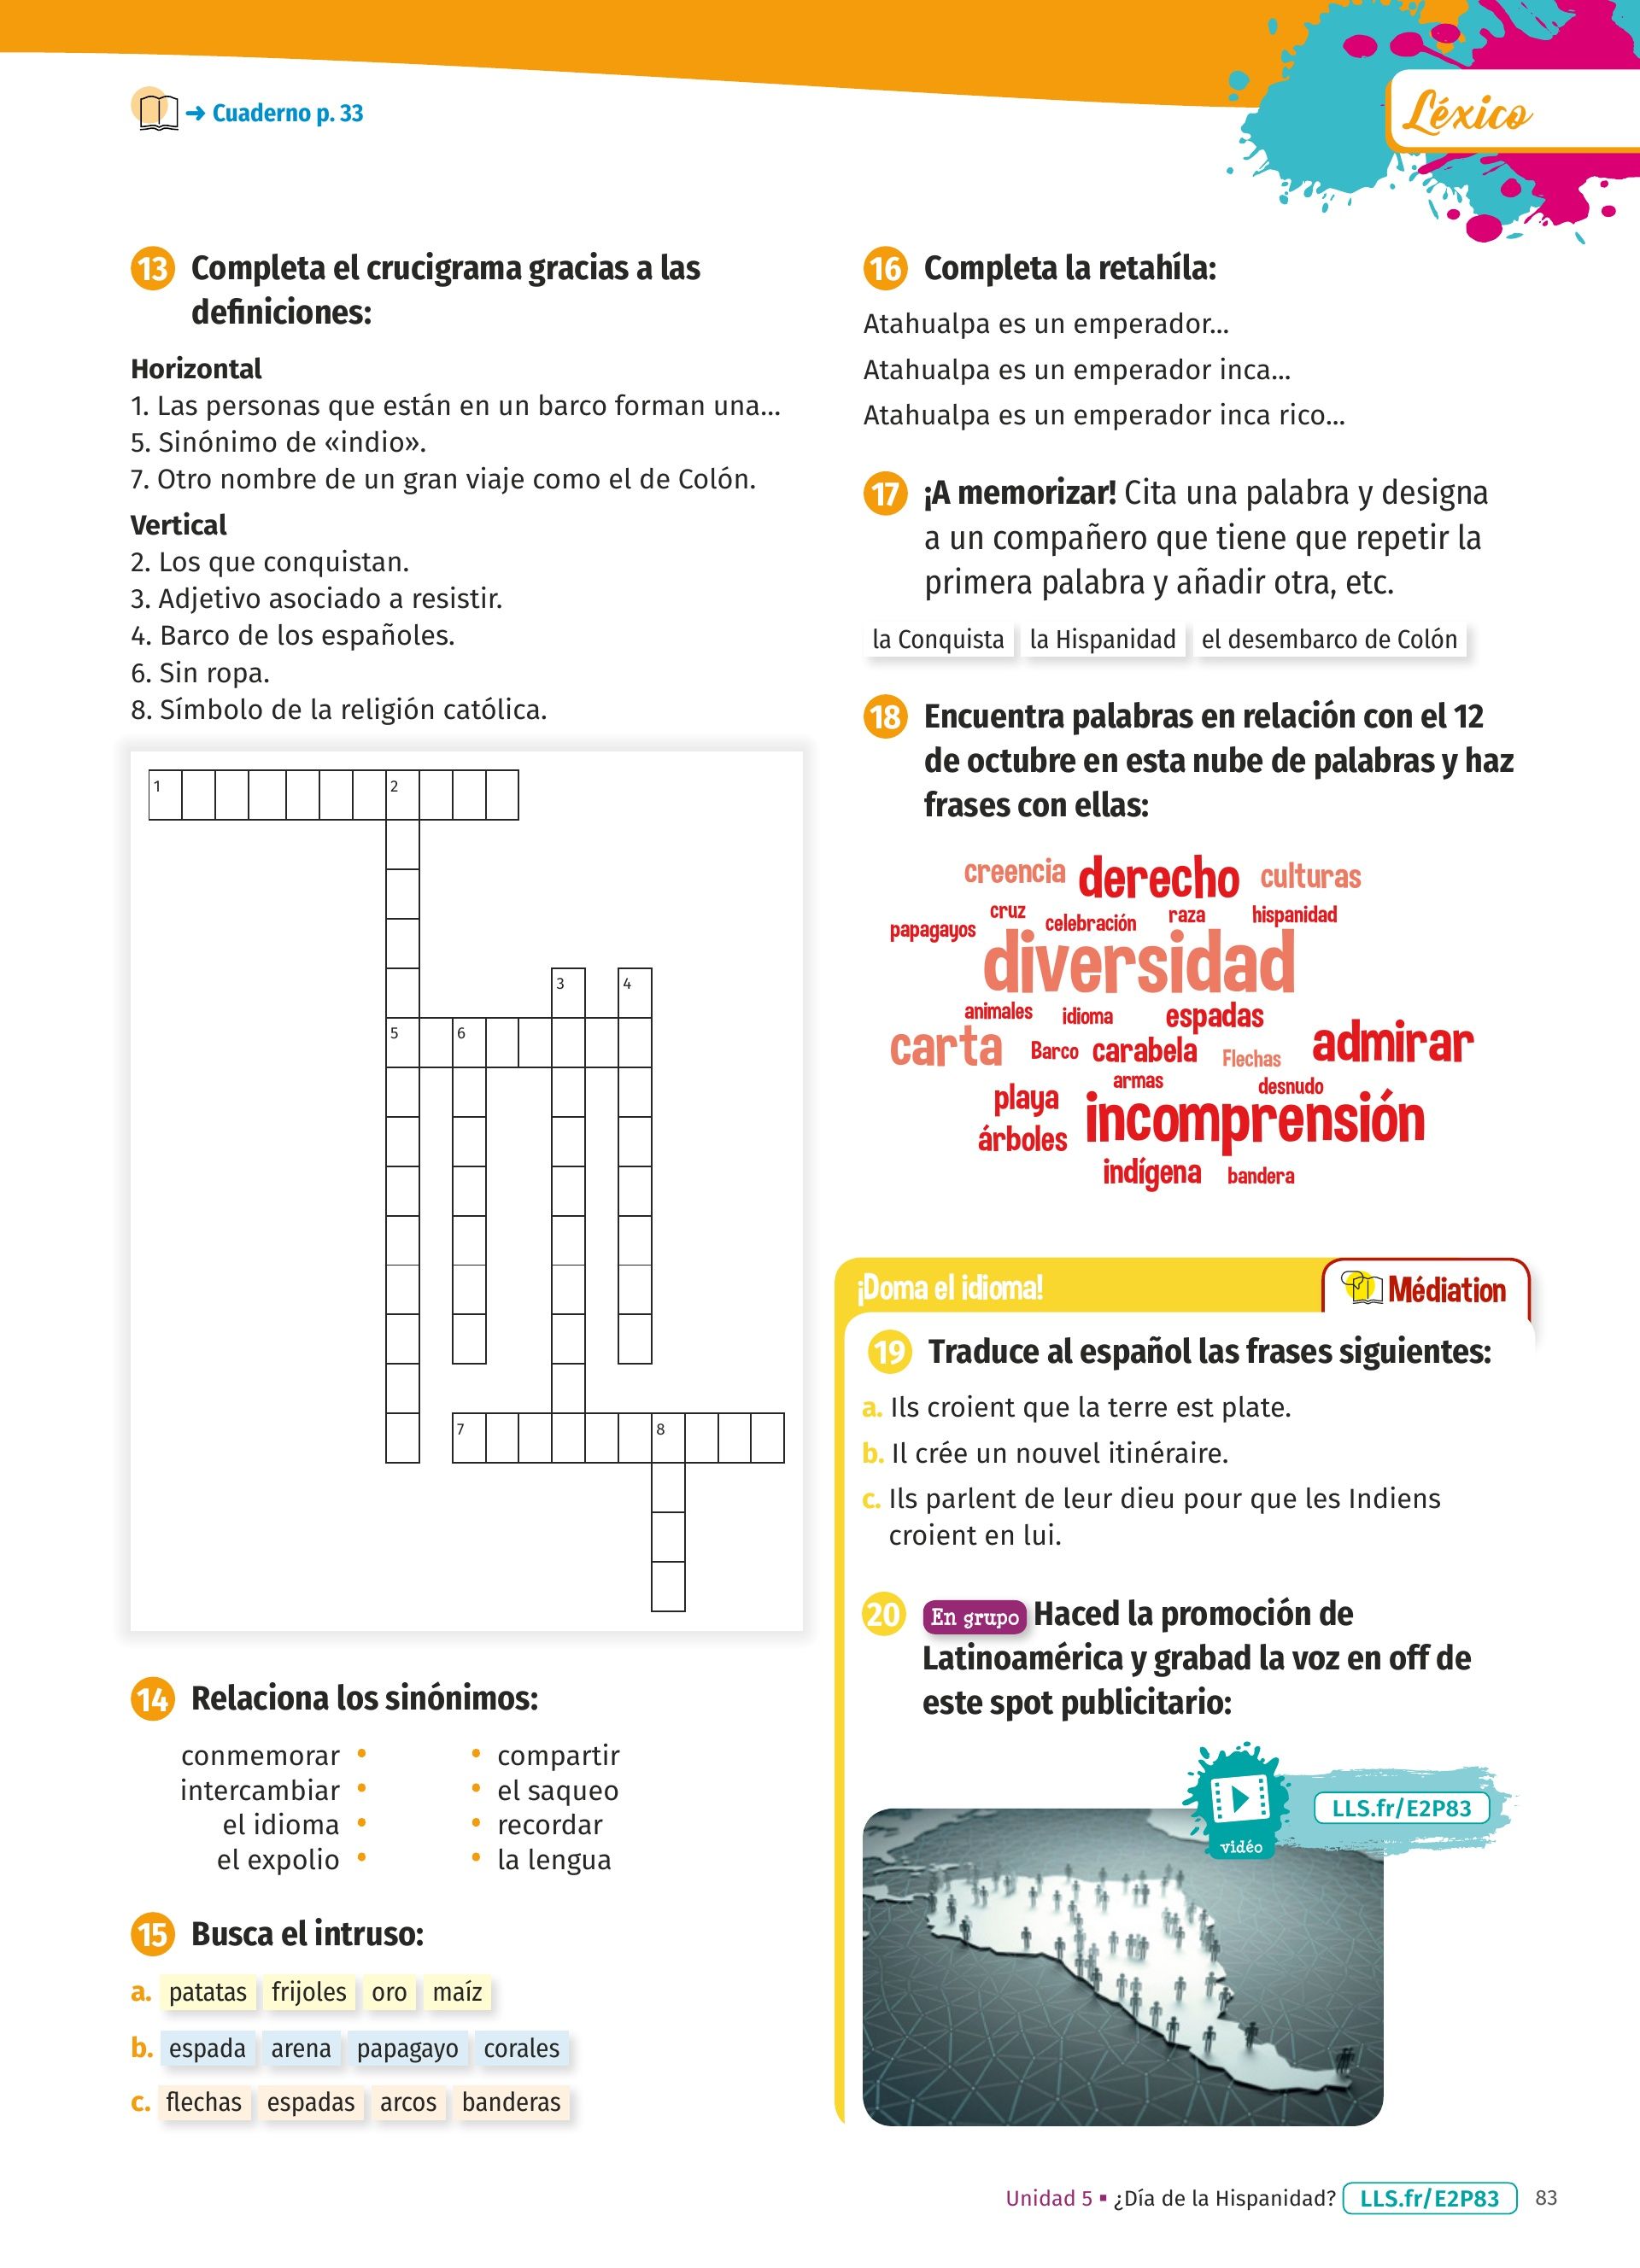 → Cuaderno p. 33
Léxico
13 Completa el crucigrama gracias a las
definiciones:
Horizontal
1. Las personas que están en un barco forman una...
5. Sinónimo de «indio».
7. Otro nombre de un gran viaje como el de Colón.
Vertical
2. Los que conquistan.
3. Adjetivo asociado a resistir.
4. Barco de los españoles.
6. Sin ropa.
8. Símbolo de la religión católica.
1 2
3 4
5 6
7 8
14 Relaciona los sinónimos:
conmemorar • • compartir
intercambiar • • el saqueo
el idioma • • recordar
el expolio • • la lengua
15 Busca el intruso:
a. patatas frijoles oro maíz
b. espada arena papagayo corales
c. flechas espadas arcos banderas
16 Completa la retahíla:
Atahualpa es un emperador...
Atahualpa es un emperador inca...
Atahualpa es un emperador inca rico...
17 ¡A memorizar! Cita una palabra y designa
a un compañero que tiene que repetir la
primera palabra y añadir otra, etc.
la Conquista la Hispanidad el desembarco de Colón
18 Encuentra palabras en relación con el 12
de octubre en esta nube de palabras y haz
frases con ellas:
creencia derecho culturas
cruz celebración raza hispanidad
papagayos
diversidad
animales idioma espadas
carta Barco carabela Flechas admirar
armas desnudo
playa incomprensión
árboles
indígena bandera
¡Doma el idioma!
Médiation
19 Traduce al español las frases siguientes:
a. Ils croient que la terre est plate.
b. Il crée un nouvel itinéraire.
c. Ils parlent de leur dieu pour que les Indiens
croient en lui.
20 En grupo Haced la promoción de
Latinoamérica y grabad la voz en off de
este spot publicitario:
LLS.fr/E2P83
vidéo
Unidad 5 ▪ ¿Día de la Hispanidad? LLS.fr/E2P83 83